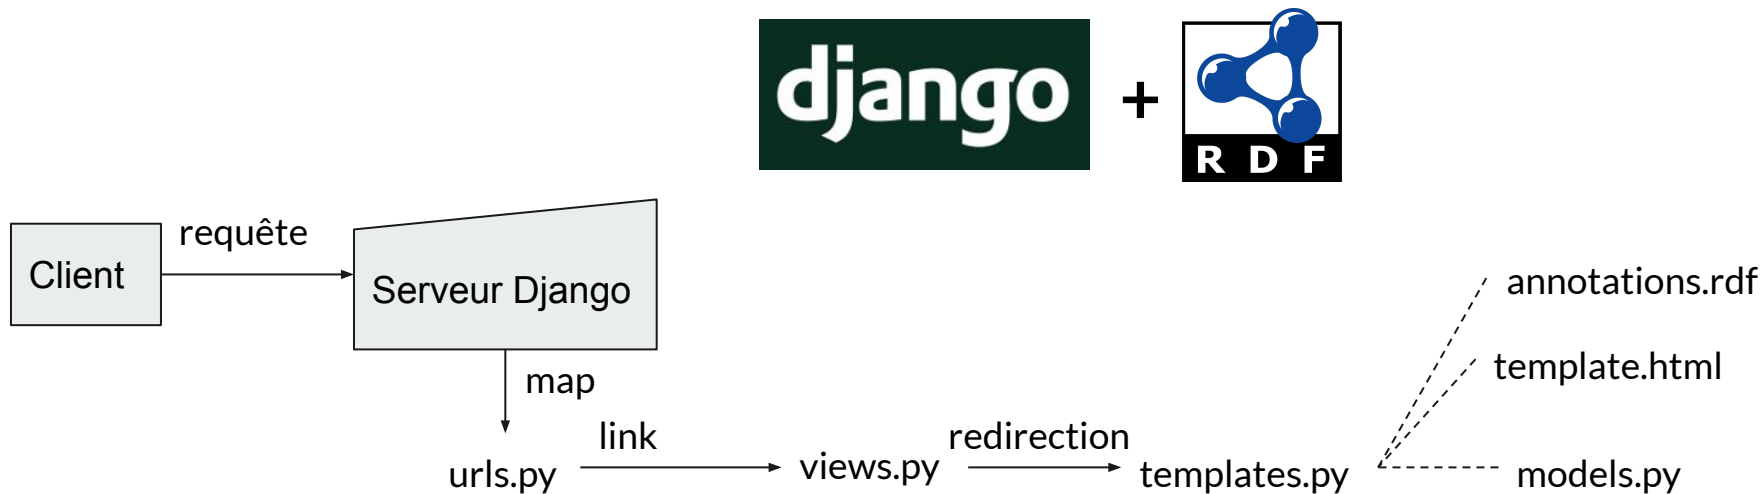 django
+
R D F
requête
Client
Serveur Django
map
link
redirection
urls.py
views.py
templates.py
annotations.rdf
template.html
models.py